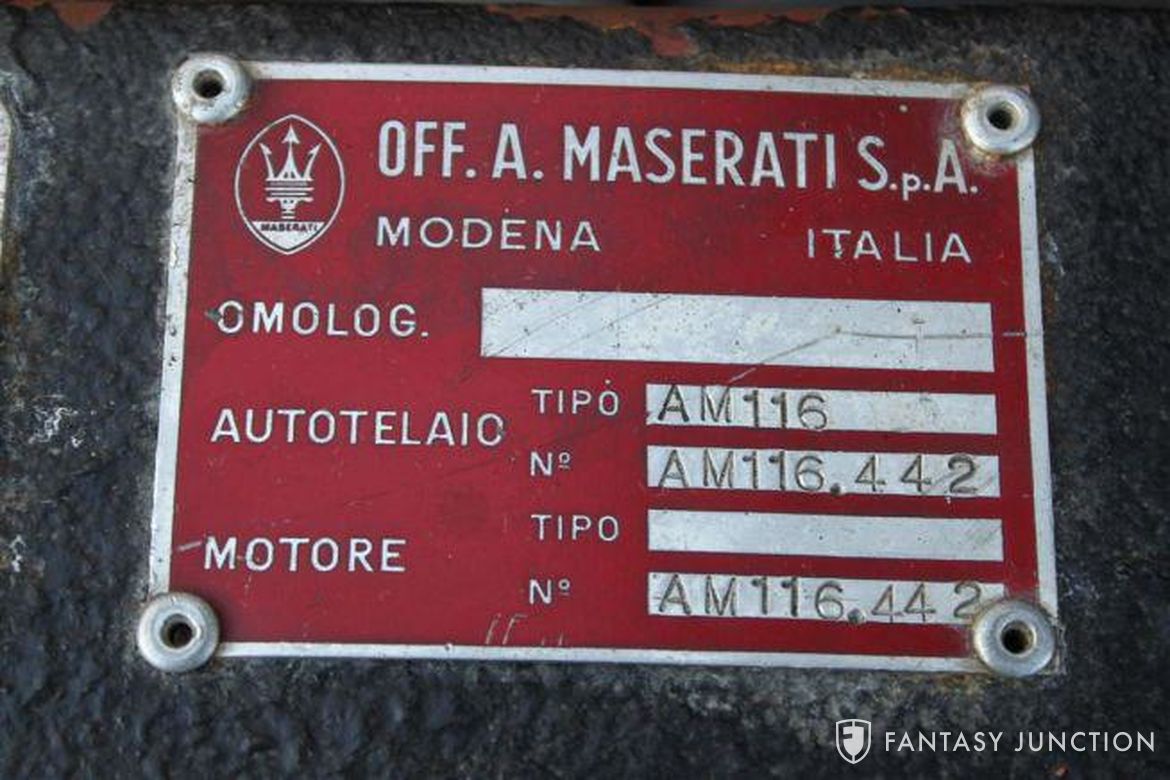 OFF. A. MASERATI S.p.A.
MASERATI
MODENA ITALIA
OMOLOG.
AUTOTELAIO TIPO AM116
Nº AM116.442
MOTORE TIPO
Nº AM116.442
FANTASY JUNCTION